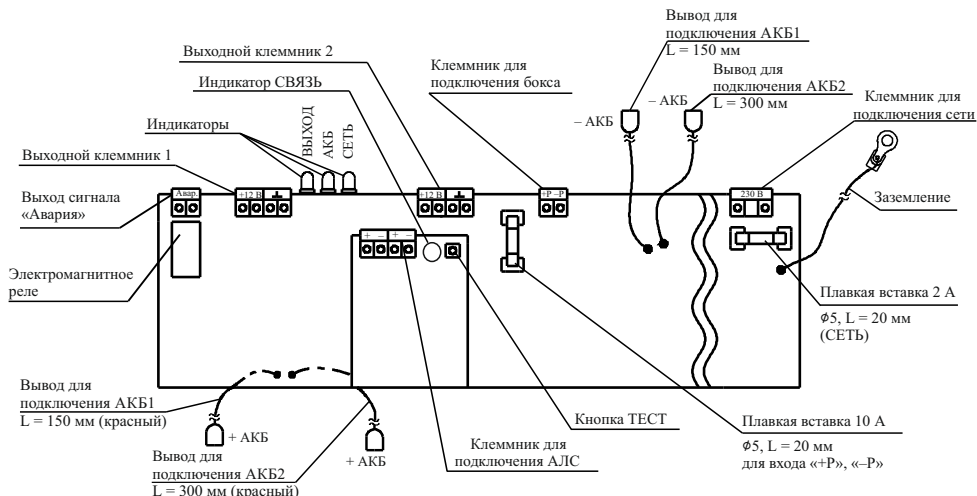 Вывод для
подключения АКБ1
L = 150 мм
Выходной клеммник 2
Клеммник для
подключения бокса
Вывод для
подключения АКБ2
L = 300 мм
Индикатор СВЯЗЬ
– АКБ
– АКБ
Клеммник для
подключения сети
Индикаторы
ВЫХОД
АКБ
СЕТЬ
Выходной клеммник 1
Выход сигнала
«Авария»
Авар.
+12 В
+12 В
+Р –Р
230 В
Заземление
+ – + –
Электромагнитное
реле
Плавкая вставка 2 А
ϕ5, L = 20 мм
(СЕТЬ)
Вывод для
подключения АКБ1
L = 150 мм (красный)
+ АКБ
Вывод для
подключения АКБ2
L = 300 мм (красный)
+ АКБ
Клеммник для
подключения АЛС
Кнопка ТЕСТ
Плавкая вставка 10 А
ϕ5, L = 20 мм
для входа «+Р», «–Р»